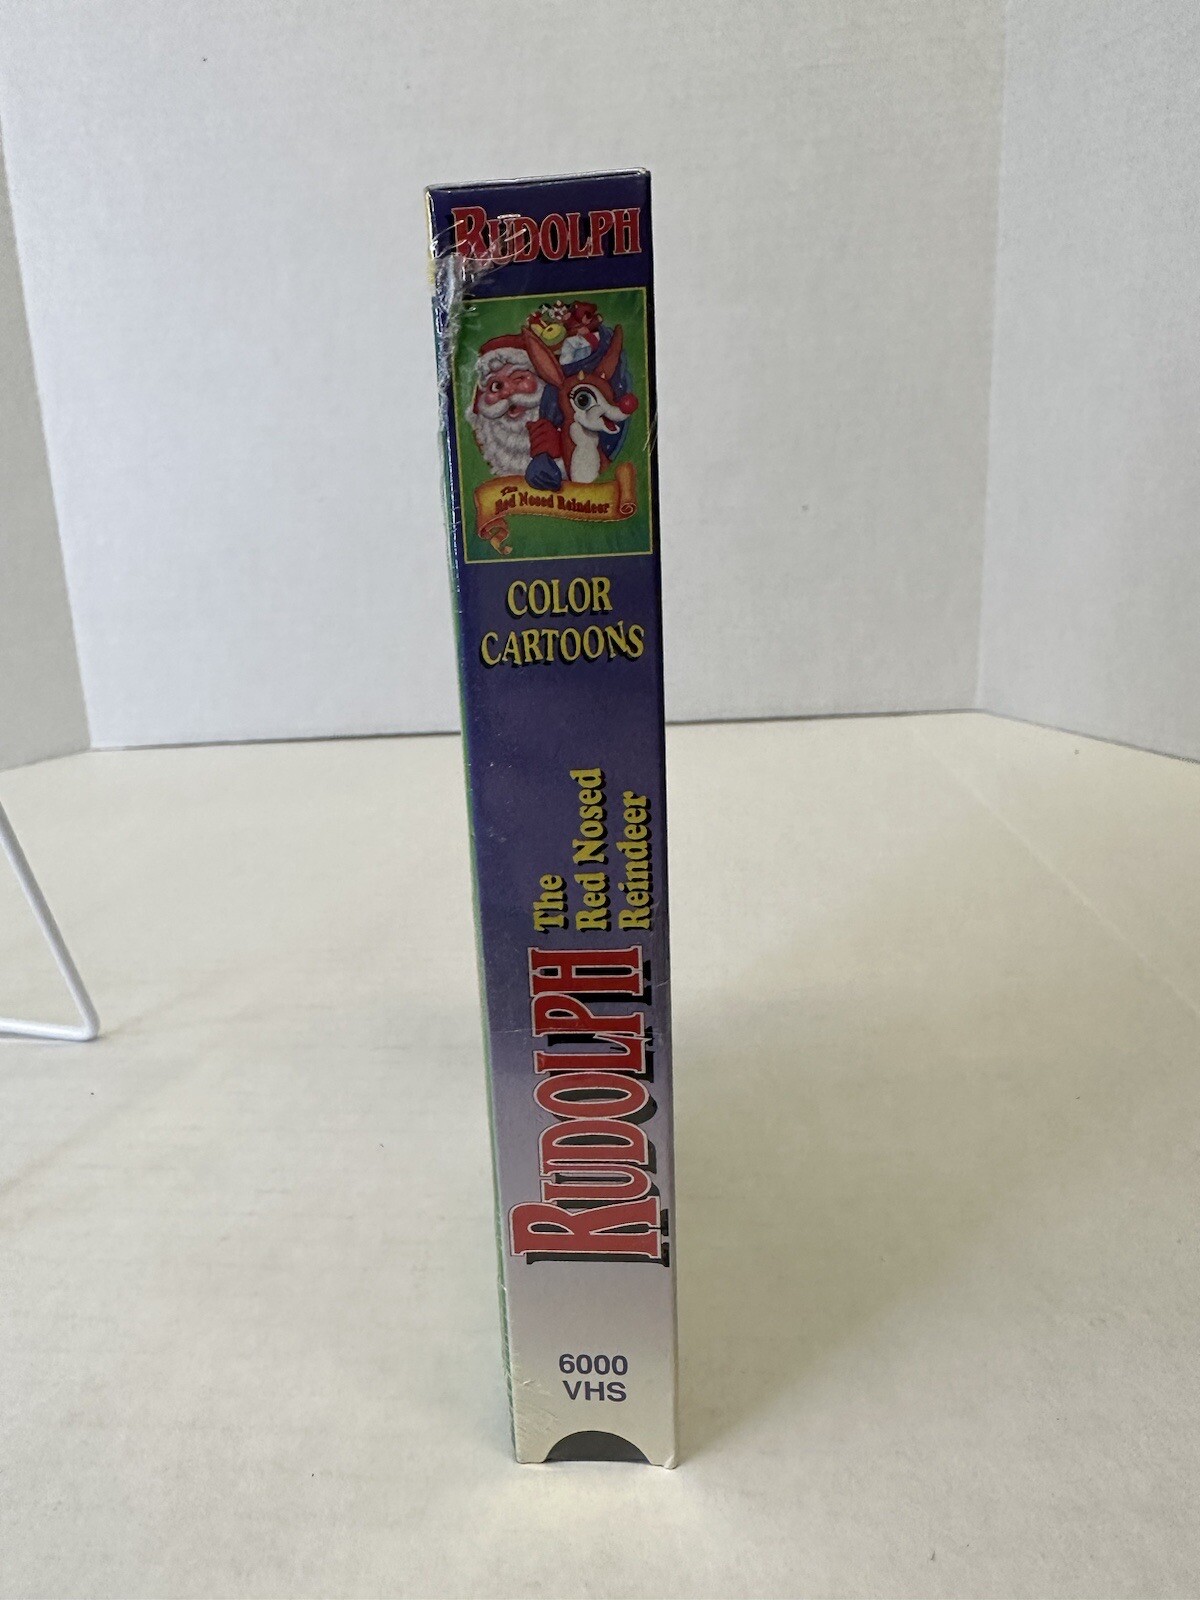 RUDOLPH
The
Red Nosed Reindeer
COLOR
CARTOONS
RUDOLPH
The
Red Nosed
Reindeer
6000
VHS